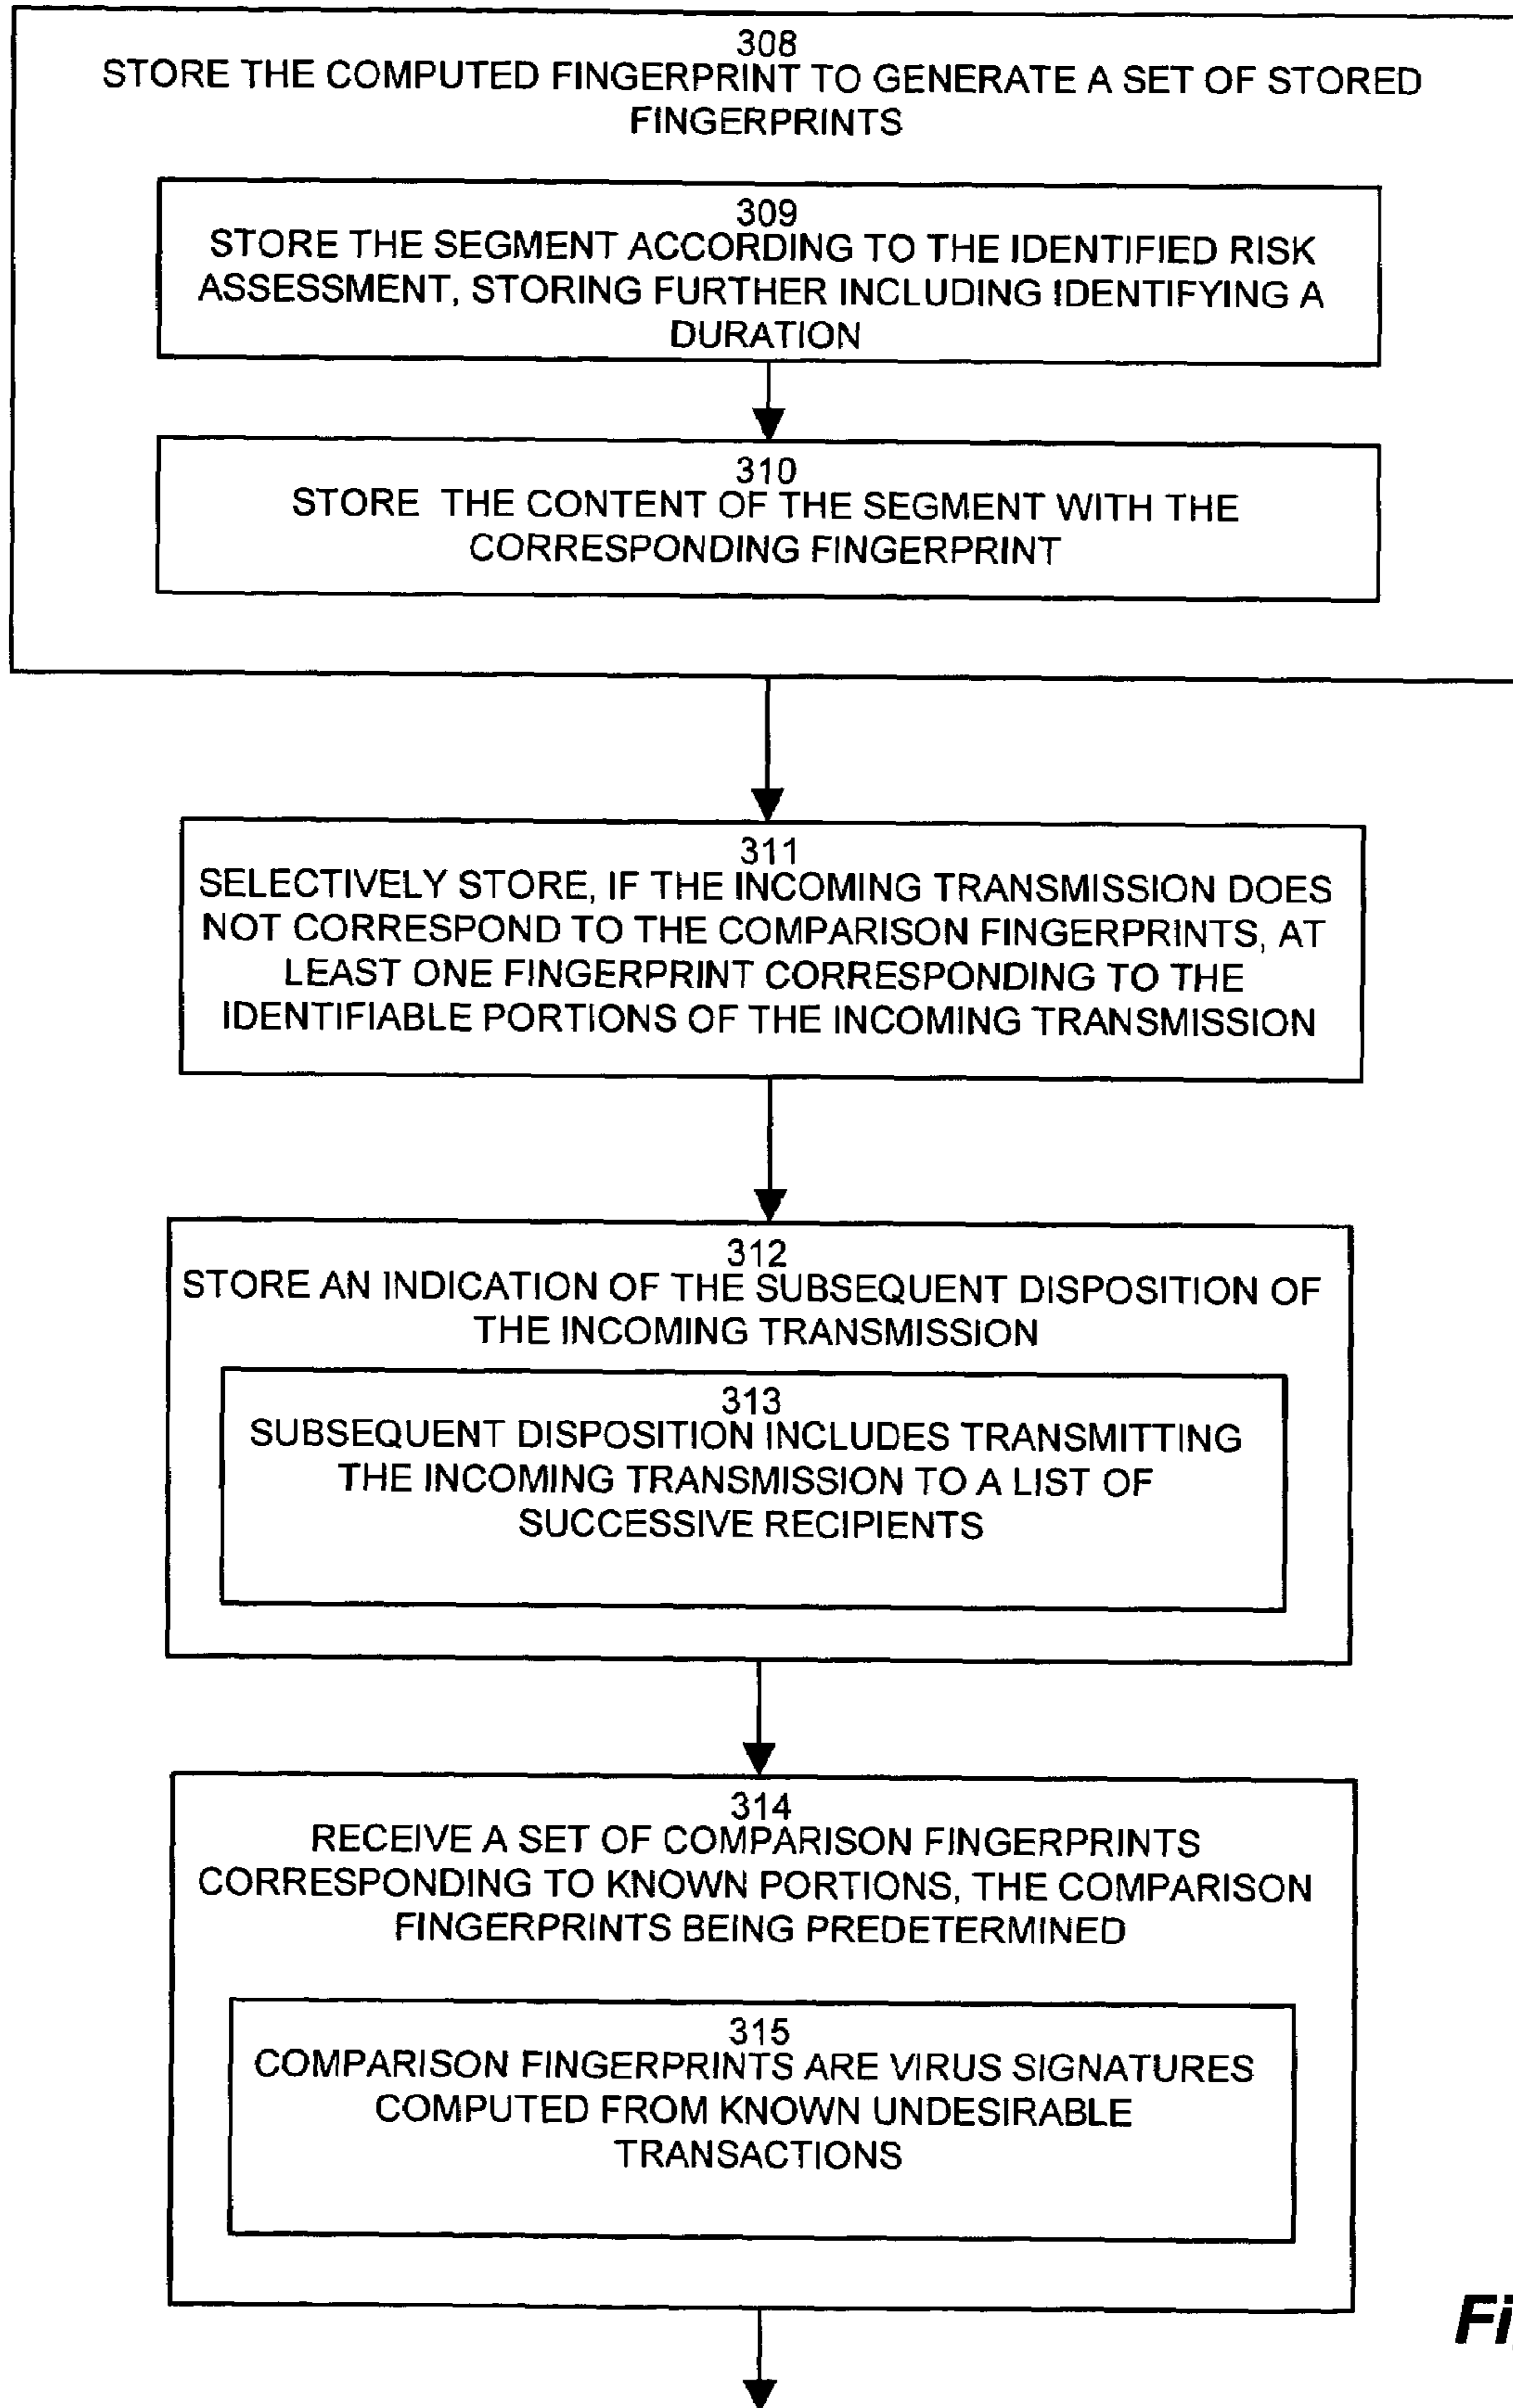 308
STORE THE COMPUTED FINGERPRINT TO GENERATE A SET OF STORED
FINGERPRINTS
309
STORE THE SEGMENT ACCORDING TO THE IDENTIFIED RISK
ASSESSMENT, STORING FURTHER INCLUDING IDENTIFYING A
DURATION
310
STORE THE CONTENT OF THE SEGMENT WITH THE
CORRESPONDING FINGERPRINT
311
SELECTIVELY STORE, IF THE INCOMING TRANSMISSION DOES
NOT CORRESPOND TO THE COMPARISON FINGERPRINTS, AT
LEAST ONE FINGERPRINT CORRESPONDING TO THE
IDENTIFIABLE PORTIONS OF THE INCOMING TRANSMISSION
312
STORE AN INDICATION OF THE SUBSEQUENT DISPOSITION OF
THE INCOMING TRANSMISSION
313
SUBSEQUENT DISPOSITION INCLUDES TRANSMITTING
THE INCOMING TRANSMISSION TO A LIST OF
SUCCESSIVE RECIPIENTS
314
RECEIVE A SET OF COMPARISON FINGERPRINTS
CORRESPONDING TO KNOWN PORTIONS, THE COMPARISON
FINGERPRINTS BEING PREDETERMINED
315
COMPARISON FINGERPRINTS ARE VIRUS SIGNATURES
COMPUTED FROM KNOWN UNDESIRABLE
TRANSACTIONS